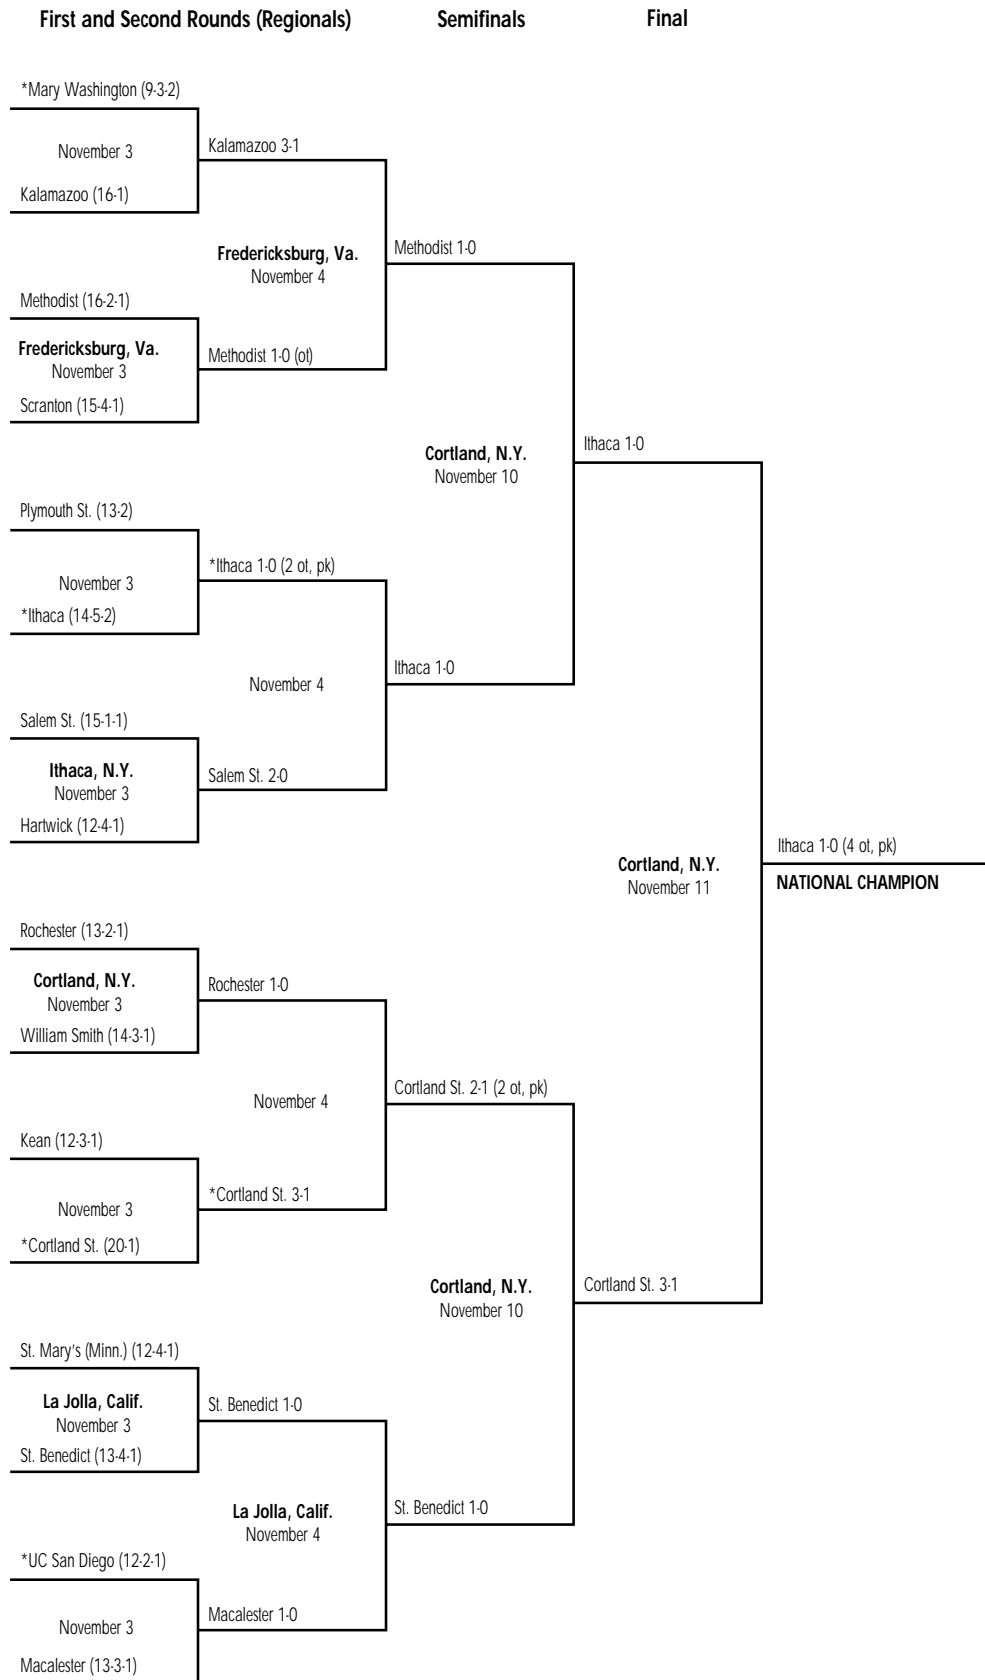 First and Second Rounds (Regionals)
Semifinals
Final
*Mary Washington (9-3-2)
November 3
Kalamazoo (16-1)
Kalamazoo 3-1
Fredericksburg, Va.
November 4
Methodist 1-0
Methodist (16-2-1)
Fredericksburg, Va.
November 3
Scranton (15-4-1)
Methodist 1-0 (ot)
Cortland, N.Y.
November 10
Ithaca 1-0
Plymouth St. (13-2)
November 3
*Ithaca (14-5-2)
*Ithaca 1-0 (2 ot, pk)
November 4
Ithaca 1-0
Salem St. (15-1-1)
Ithaca, N.Y.
November 3
Hartwick (12-4-1)
Salem St. 2-0
Cortland, N.Y.
November 11
Ithaca 1-0 (4 ot, pk)
NATIONAL CHAMPION
Rochester (13-2-1)
Cortland, N.Y.
November 3
William Smith (14-3-1)
Rochester 1-0
November 4
Cortland St. 2-1 (2 ot, pk)
Kean (12-3-1)
November 3
*Cortland St. (20-1)
*Cortland St. 3-1
Cortland, N.Y.
November 10
Cortland St. 3-1
St. Mary's (Minn.) (12-4-1)
La Jolla, Calif.
November 3
St. Benedict (13-4-1)
St. Benedict 1-0
La Jolla, Calif.
November 4
St. Benedict 1-0
*UC San Diego (12-2-1)
November 3
Macalester (13-3-1)
Macalester 1-0